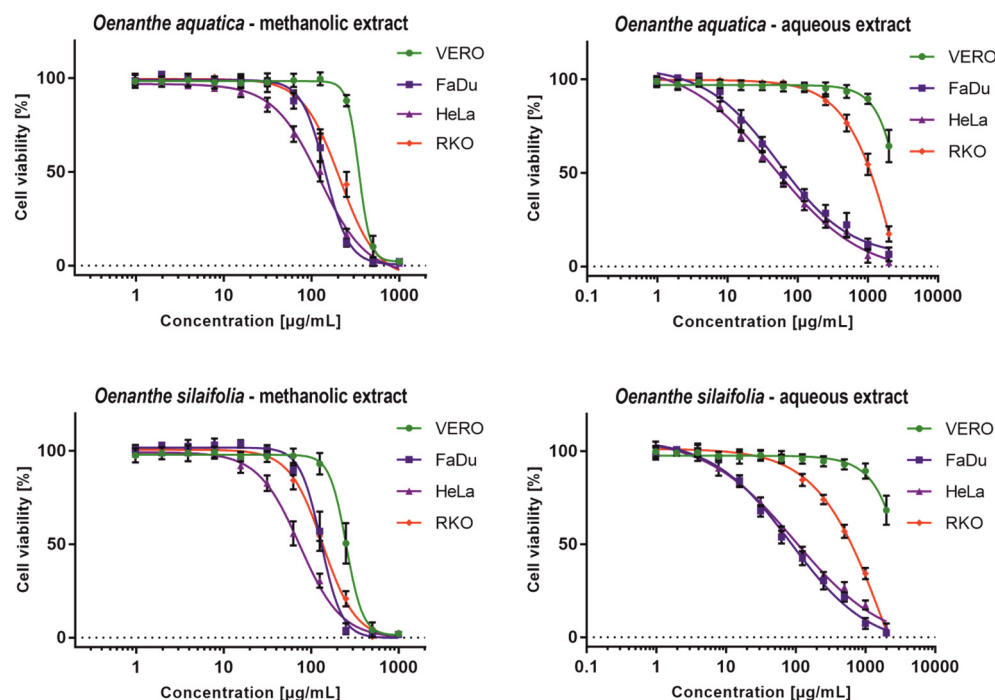 Oenanthe aquatica - methanolic extract
Cell viability [%]
100
50
0
1
10
100
1000
Concentration [µg/mL]
VERO
FaDu
HeLa
RKO
Oenanthe aquatica - aqueous extract
Cell viability [%]
100
50
0
0.1
1
10
100
1000
10000
Concentration [µg/mL]
VERO
FaDu
HeLa
RKO
Oenanthe silaifolia - methanolic extract
Cell viability [%]
100
50
0
1
10
100
1000
Concentration [µg/mL]
VERO
FaDu
HeLa
RKO
Oenanthe silaifolia - aqueous extract
Cell viability [%]
100
50
0
0.1
1
10
100
1000
10000
Concentration [µg/mL]
VERO
FaDu
HeLa
RKO